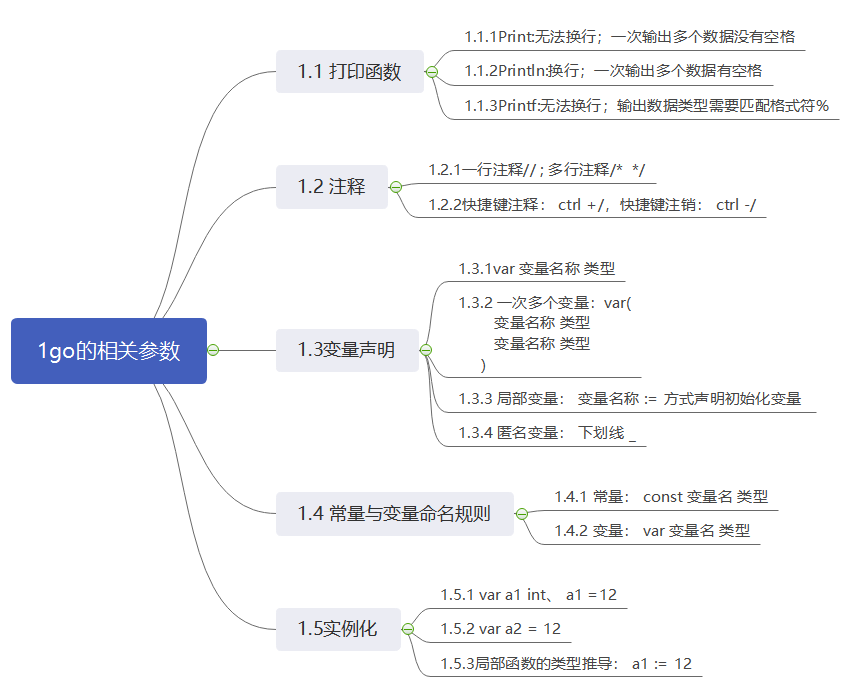 1go的相关参数
1.1 打印函数
1.1.1Print:无法换行；一次输出多个数据没有空格
1.1.2Println:换行；一次输出多个数据有空格
1.1.3Printf:无法换行；输出数据类型需要匹配格式符%
1.2 注释
1.2.1一行注释// ; 多行注释/* */
1.2.2快捷键注释： ctrl +/，快捷键注销： ctrl -/
1.3变量声明
1.3.1var 变量名称 类型
1.3.2 一次多个变量：var(
变量名称 类型
变量名称 类型
)
1.3.3 局部变量： 变量名称 := 方式声明初始化变量
1.3.4 匿名变量： 下划线 _
1.4 常量与变量命名规则
1.4.1 常量： const 变量名 类型
1.4.2 变量： var 变量名 类型
1.5实例化
1.5.1 var a1 int、 a1 =12
1.5.2 var a2 = 12
1.5.3局部函数的类型推导： a1 := 12